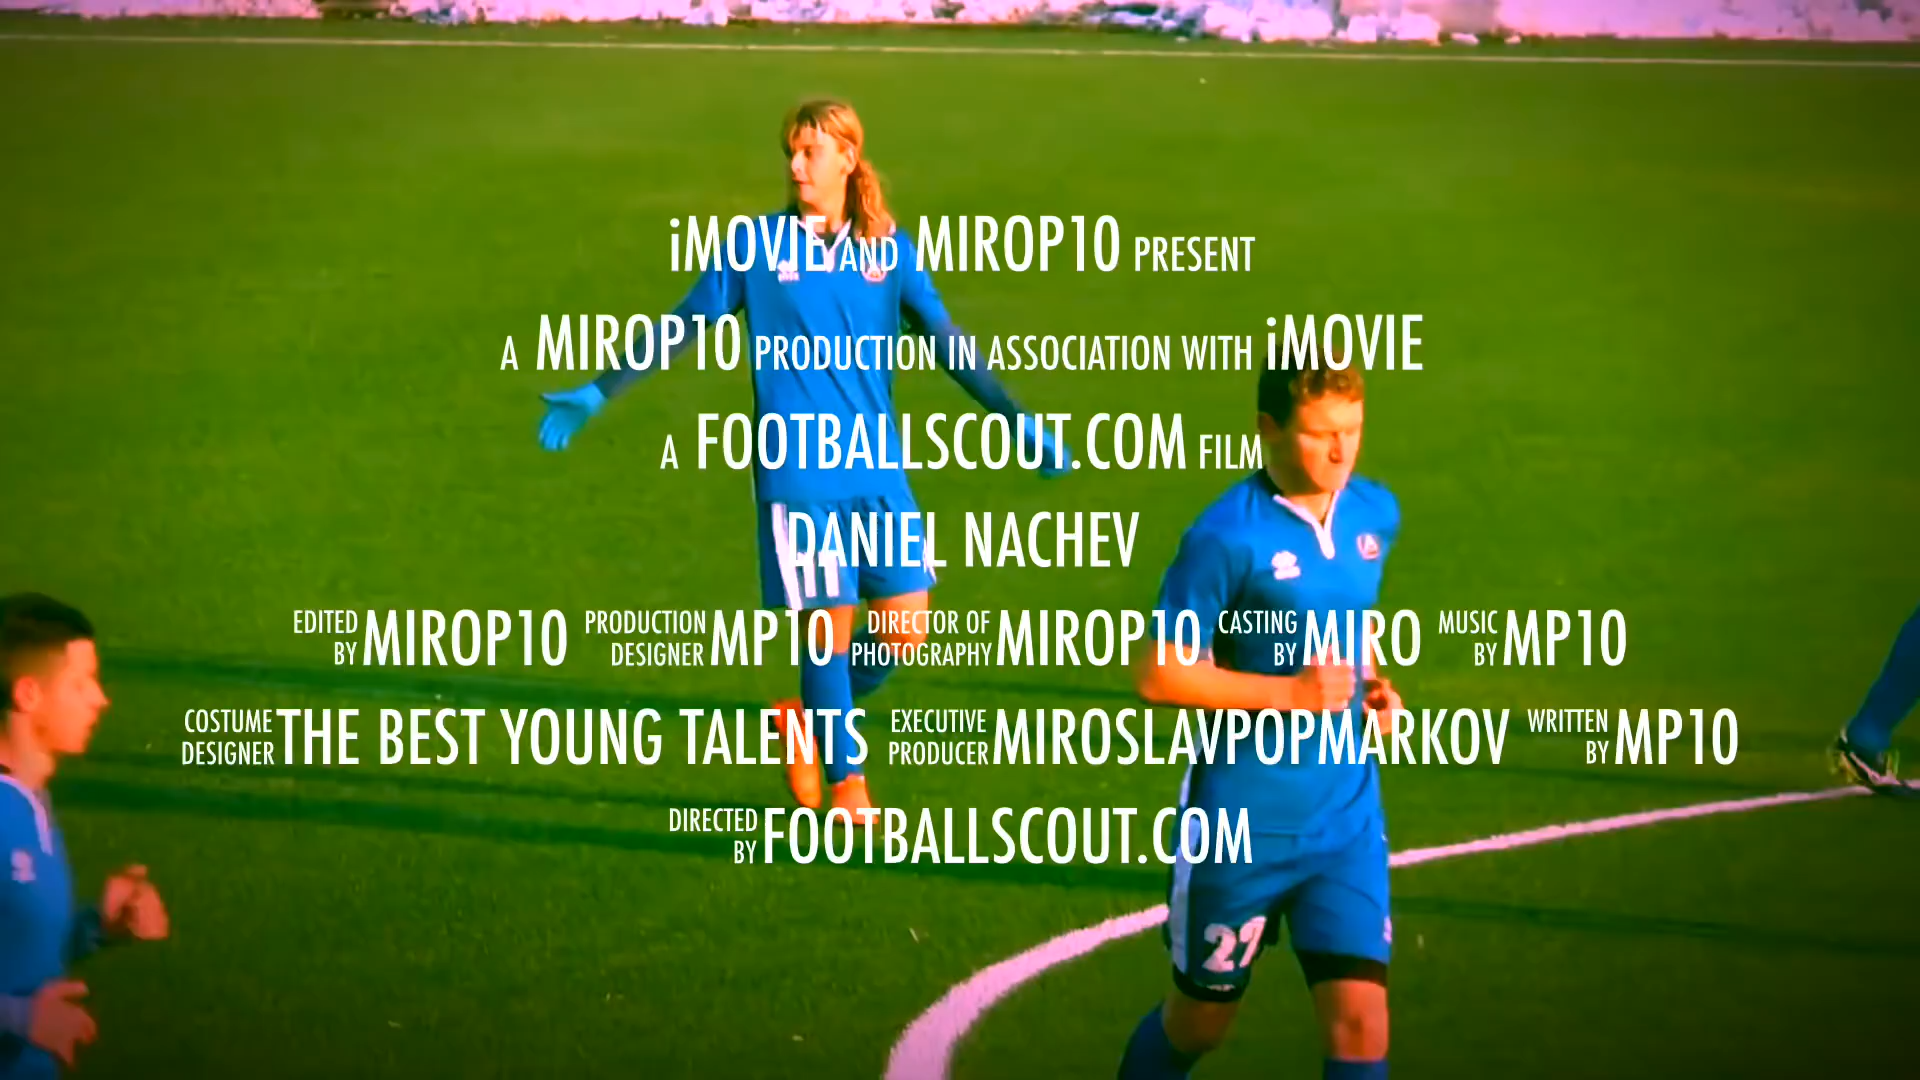 iMOVIE AND MIROP10 PRESENT
A MIROP10 PRODUCTION IN ASSOCIATION WITH iMOVIE
A FOOTBALLSCOUT.COM FILM
DANIEL NACHEV
EDITED BY MIROP10 PRODUCTION DESIGNER MP10 DIRECTOR OF PHOTOGRAPHY MIROP10 CASTING BY MIRO MUSIC BY MP10
COSTUME DESIGNER THE BEST YOUNG TALENTS EXECUTIVE PRODUCER MIROSLAVPOPMARKOV WRITTEN BY MP10
DIRECTED BY FOOTBALLSCOUT.COM
27